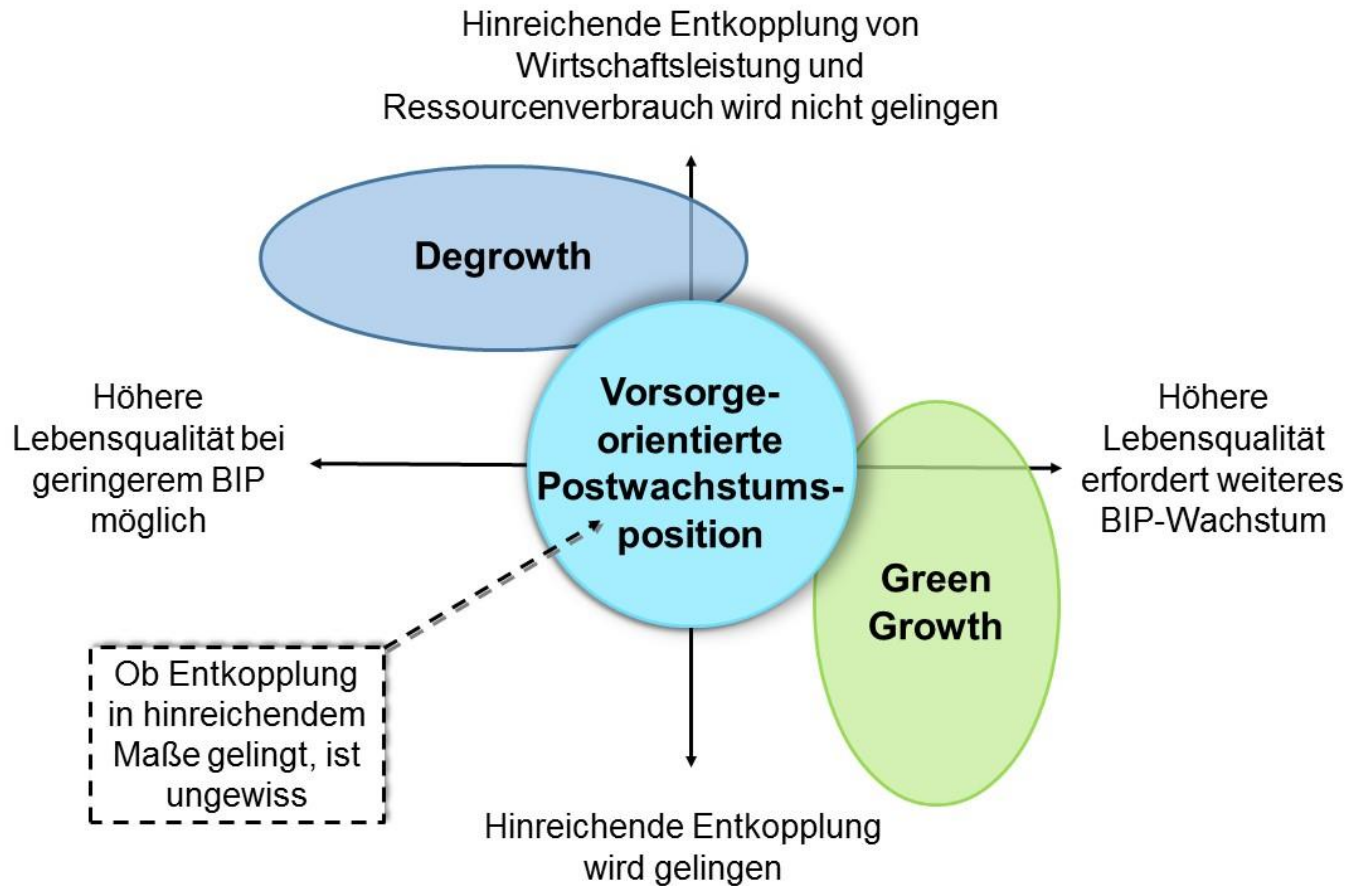 Hinreichende Entkopplung von
Wirtschaftsleistung und
Ressourcenverbrauch wird nicht gelingen
Degrowth
Höhere
Lebensqualität bei
geringerem BIP
möglich
Vorsorge-
orientierte
Postwachstums-
position
Höhere
Lebensqualität
erfordert weiteres
BIP-Wachstum
Green
Growth
Ob Entkopplung
in hinreichendem
Maße gelingt, ist
ungewiss
Hinreichende Entkopplung
wird gelingen